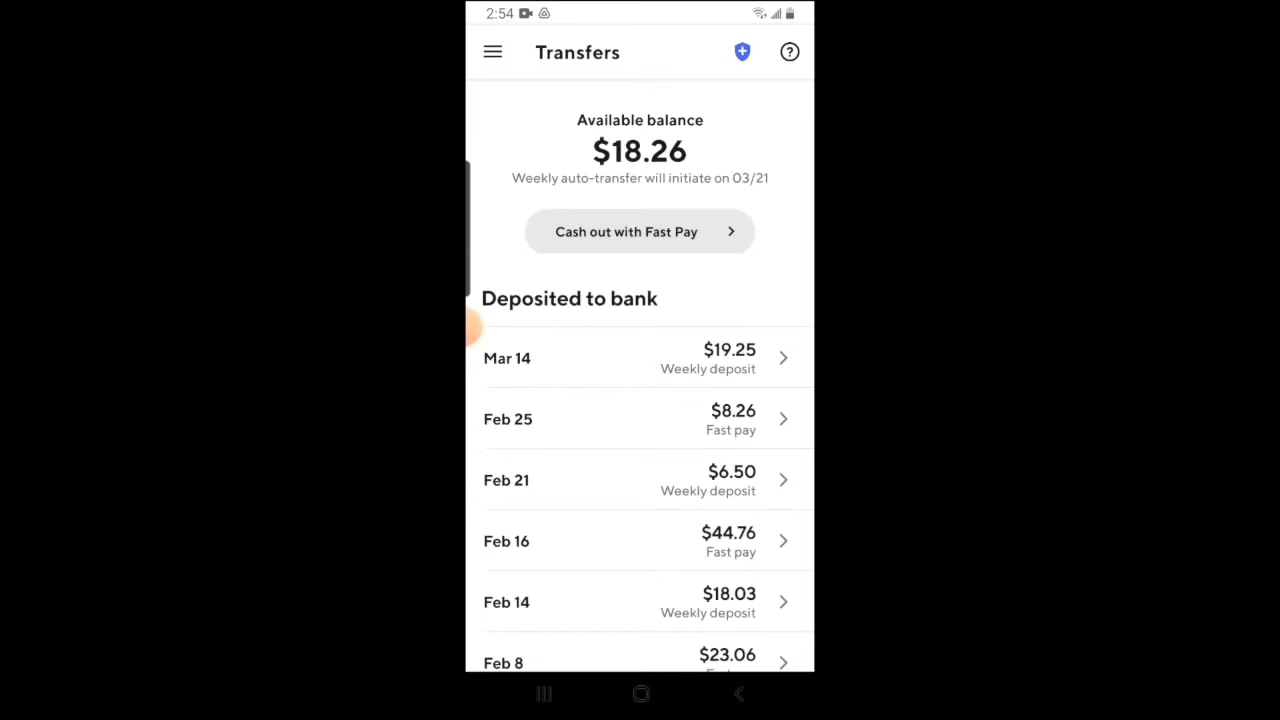 2:54
Transfers
Available balance
$18.26
Weekly auto-transfer will initiate on 03/21
Cash out with Fast Pay
Deposited to bank
Mar 14
$19.25
Weekly deposit
Feb 25
$8.26
Fast pay
Feb 21
$6.50
Weekly deposit
Feb 16
$44.76
Fast pay
Feb 14
$18.03
Weekly deposit
Feb 8
$23.06